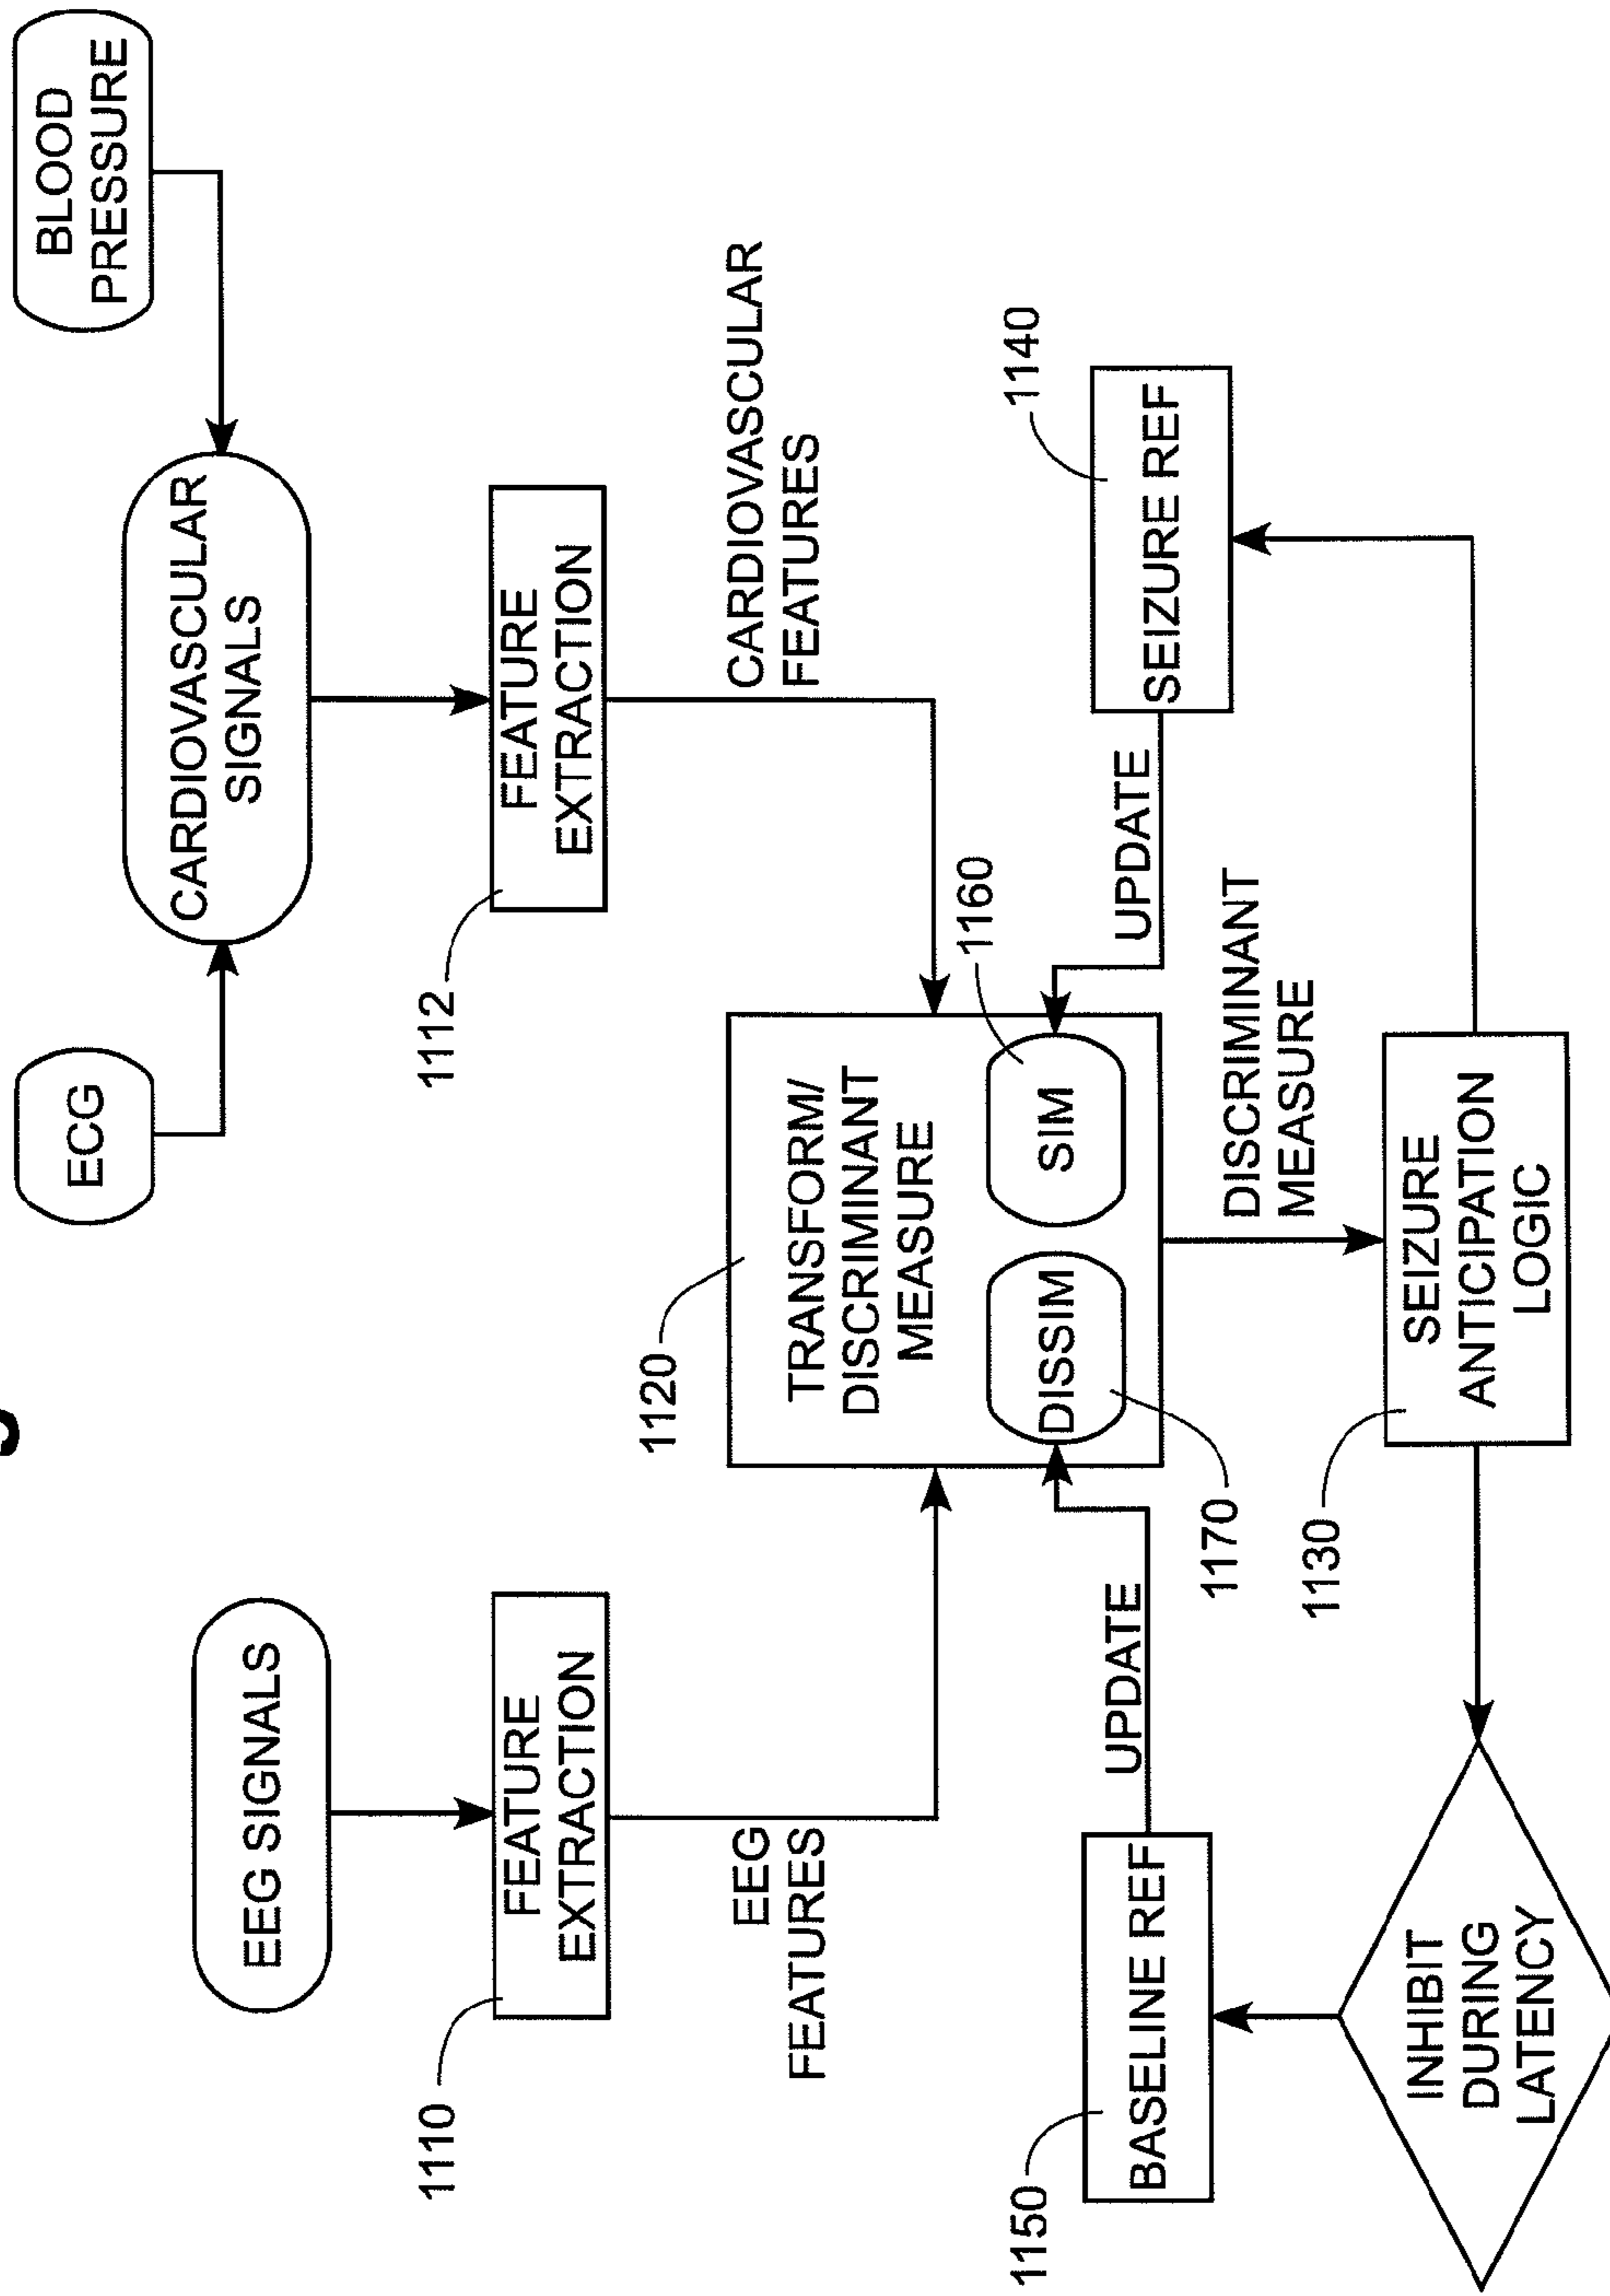 BLOOD
PRESSURE
ECG
CARDIOVASCULAR
SIGNALS
EEG SIGNALS
1112
FEATURE
EXTRACTION
1110
FEATURE
EXTRACTION
CARDIOVASCULAR
FEATURES
EEG
FEATURES
1120
TRANSFORM/
DISCRIMINANT
MEASURE
1160
DISSIM
SIM
1140
SEIZURE REF
UPDATE
1170
UPDATE
1150
BASELINE REF
DISCRIMINANT
MEASURE
1130
SEIZURE
ANTICIPATION
LOGIC
INHIBIT
DURING
LATENCY